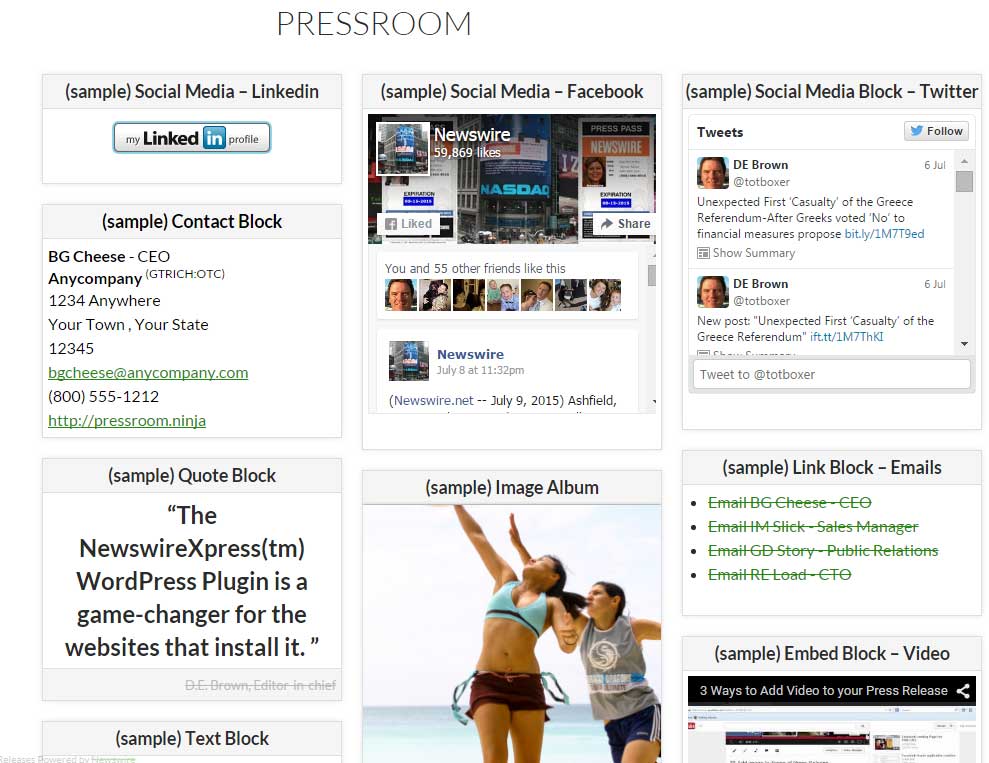 PRESSROOM
(sample) Social Media – Linkedin
my Linked in profile
(sample) Contact Block
BG Cheese - CEO
Anycompany (GTRICH:OTC)
1234 Anywhere
Your Town , Your State
12345
bgcheese@anycompany.com
(800) 555-1212
http://pressroom.ninja
(sample) Quote Block
“The
NewswireXpress(tm)
WordPress Plugin is a
game-changer for the
websites that install it. ”
D.E. Brown, Editor-in-chief
(sample) Text Block
Releases Powered by Newswire
(sample) Social Media – Facebook
Newswire
59,869 likes
PRESS PASS
NEWSWIRE
NASDAQ
EXPIRATION
08-15-2015
EXPIRATION
08-15-2015
Liked
Share
You and 55 other friends like this
Newswire
July 8 at 11:32pm
(Newswire.net -- July 9, 2015) Ashfield,
(sample) Image Album
(sample) Social Media Block – Twitter
Tweets
Follow
DE Brown
6 Jul
@totboxer
Unexpected First ‘Casualty’ of the Greece
Referendum-After Greeks voted ‘No’ to
financial measures propose bit.ly/1M7T9ed
Show Summary
DE Brown
6 Jul
@totboxer
New post: "Unexpected First ‘Casualty’ of the
Greece Referendum" ift.tt/1M7ThKI
Show Summary
Tweet to @totboxer
(sample) Link Block – Emails
Email BG Cheese - CEO
Email IM Slick - Sales Manager
Email GD Story - Public Relations
Email RE Load - CTO
(sample) Embed Block – Video
3 Ways to Add Video to your Press Release